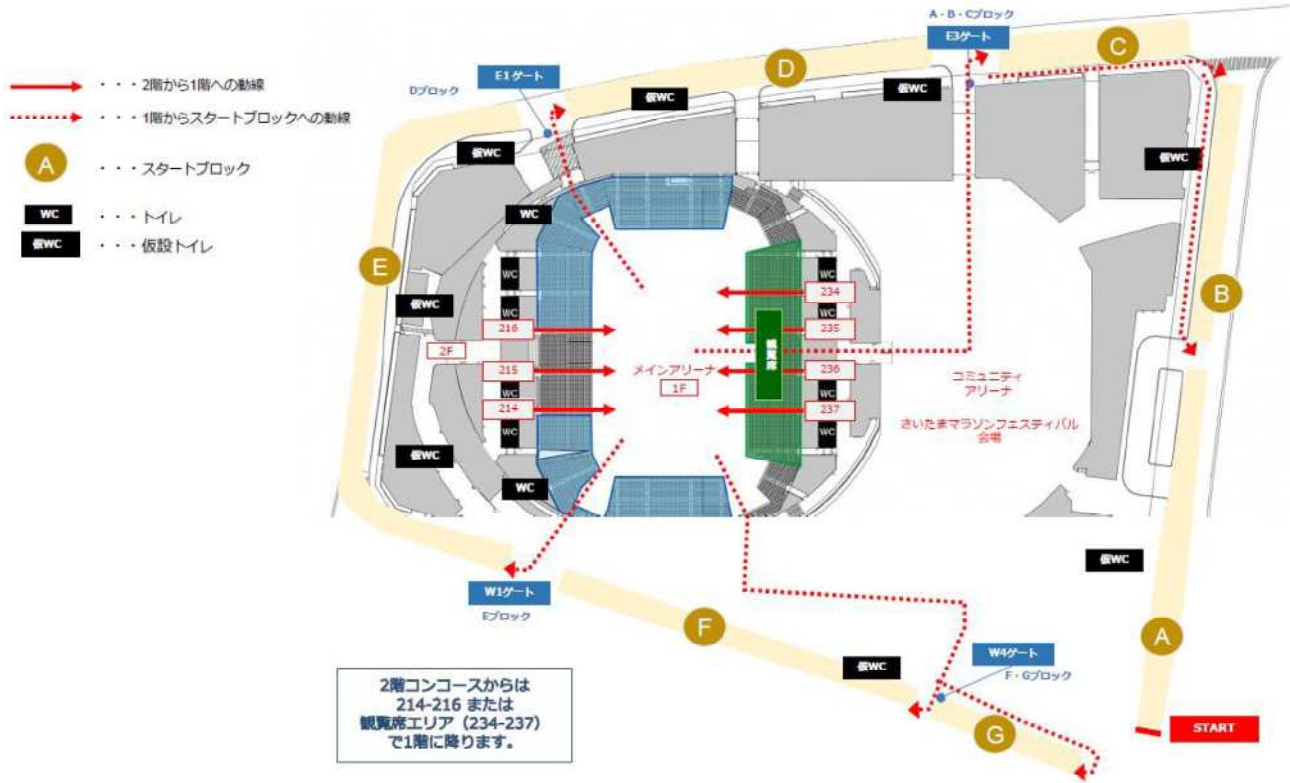 ・・・2階から1階への動線
・・・1階からスタートブロックへの動線
A
・・・スタートブロック
WC
・・・トイレ
仮WC
・・・仮設トイレ
A・B・Cブロック
E3ゲート
C
D
E1ゲート
Dブロック
仮WC
仮WC
仮WC
仮WC
WC
E
WC
WC
234
仮WC
WC
WC
B
216
235
2F
メインアリーナ
1F
観覧席
215
236
コミュニティ
アリーナ
WC
WC
214
237
さいたまマラソンフェスティバル
会場
WC
WC
仮WC
WC
仮WC
W1ゲート
Eブロック
F
A
W4ゲート
F・Gブロック
仮WC
2階コンコースからは
214-216 または
観覧席エリア（234-237）
で1階に降ります。
G
START